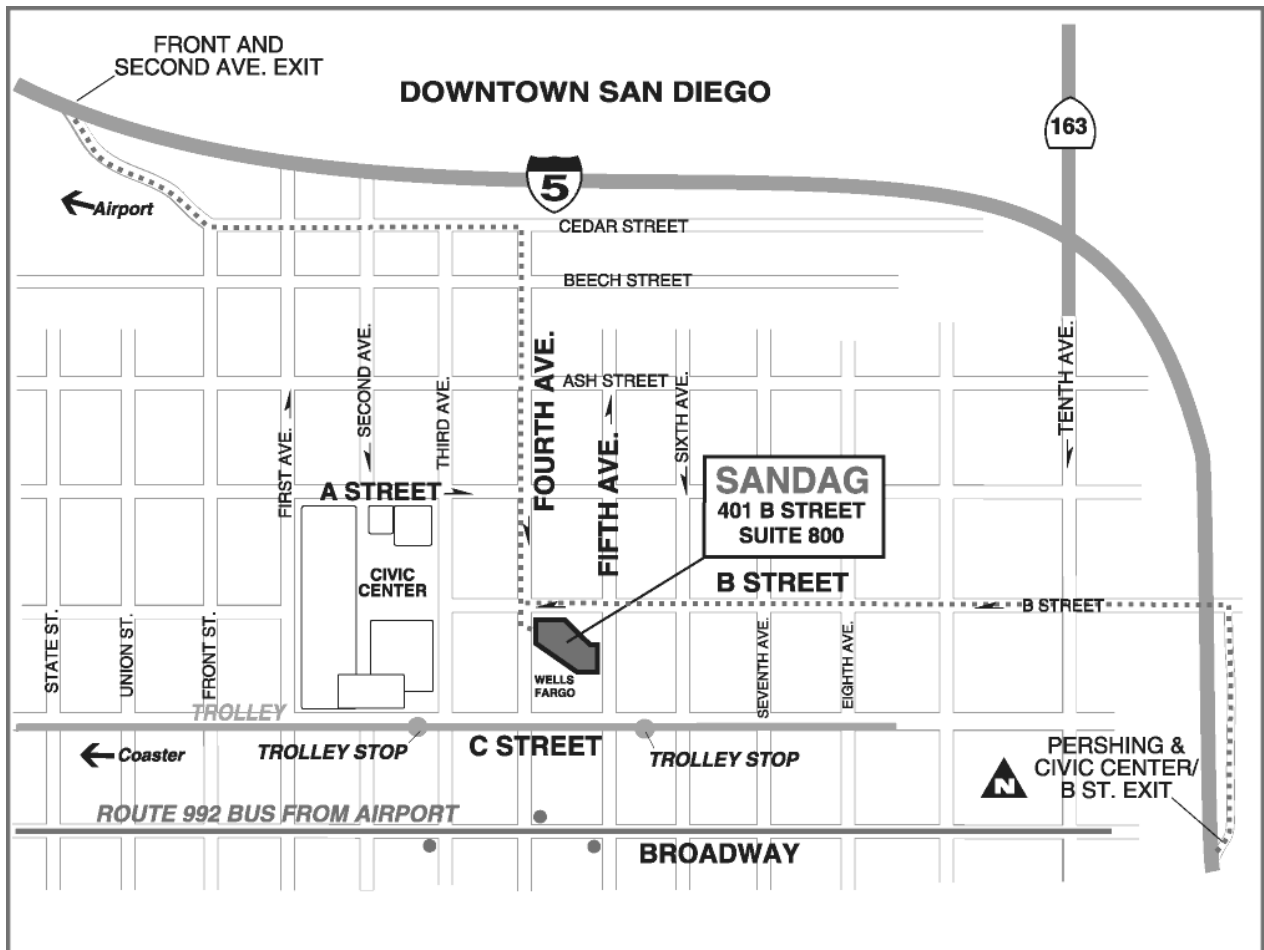 FRONT AND
SECOND AVE. EXIT
DOWNTOWN SAN DIEGO
163
5
Airport
CEDAR STREET
BEECH STREET
ASH STREET
FIRST AVE.
SECOND AVE.
THIRD AVE.
FOURTH AVE.
FIFTH AVE.
SIXTH AVE.
TENTH AVE.
A STREET
SANDAG
401 B STREET
SUITE 800
CIVIC
CENTER
B STREET
B STREET
STATE ST.
UNION ST.
FRONT ST.
WELLS
FARGO
SEVENTH AVE.
EIGHTH AVE.
TROLLEY
Coaster
TROLLEY STOP
C STREET
TROLLEY STOP
PERSHING &
CIVIC CENTER/
B ST. EXIT
N
ROUTE 992 BUS FROM AIRPORT
BROADWAY